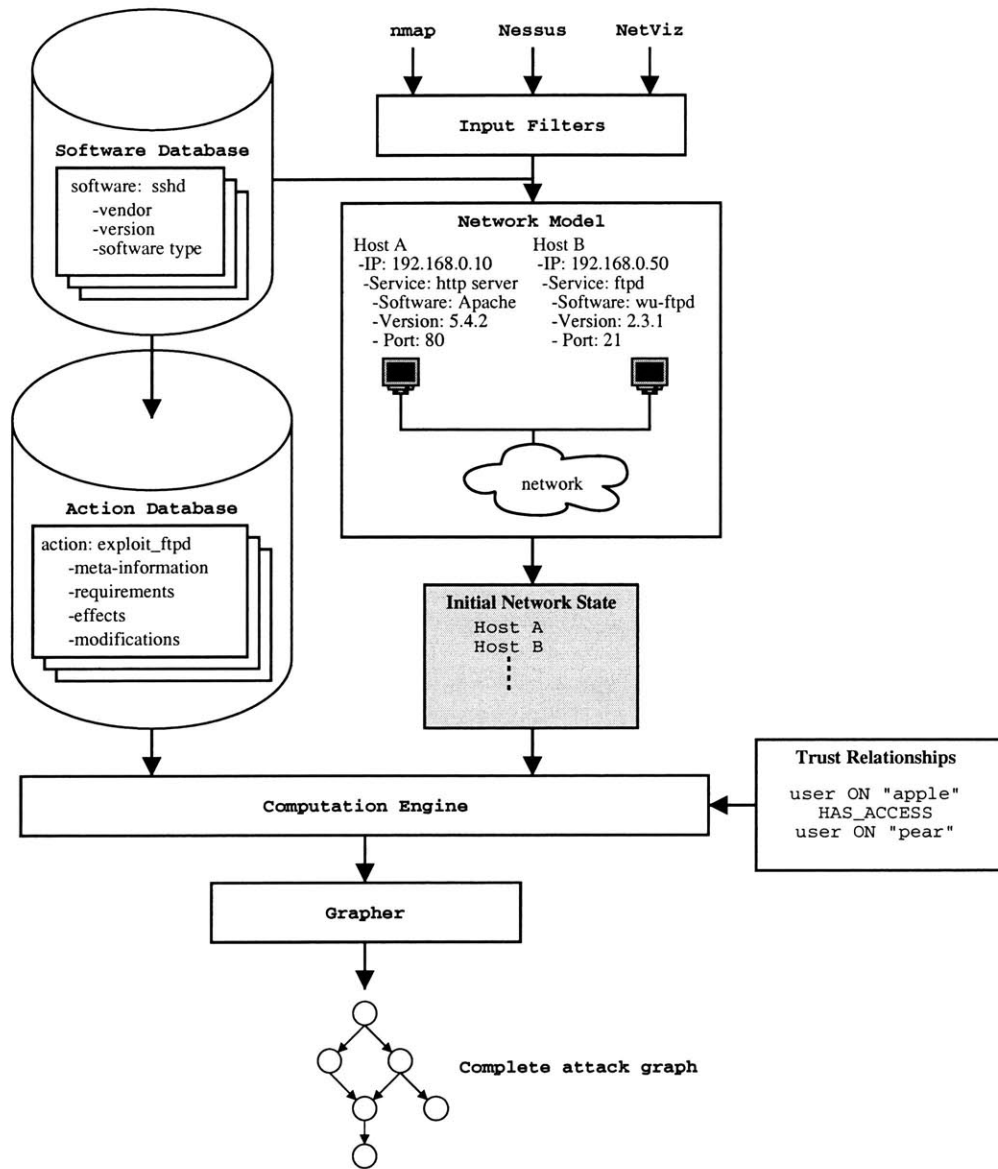 nmap
Nessus
NetViz
Input Filters
Software Database
software: sshd
-vendor
-version
-software type
Network Model
Host A
-IP: 192.168.0.10
-Service: http server
-Software: Apache
-Version: 5.4.2
- Port: 80
Host B
-IP: 192.168.0.50
-Service: ftpd
-Software: wu-ftpd
-Version: 2.3.1
- Port: 21
network
Action Database
action: exploit_ftpd
-meta-information
-requirements
-effects
-modifications
Initial Network State
Host A
Host B
Trust Relationships
user ON "apple"
HAS_ACCESS
user ON "pear"
Computation Engine
Grapher
Complete attack graph